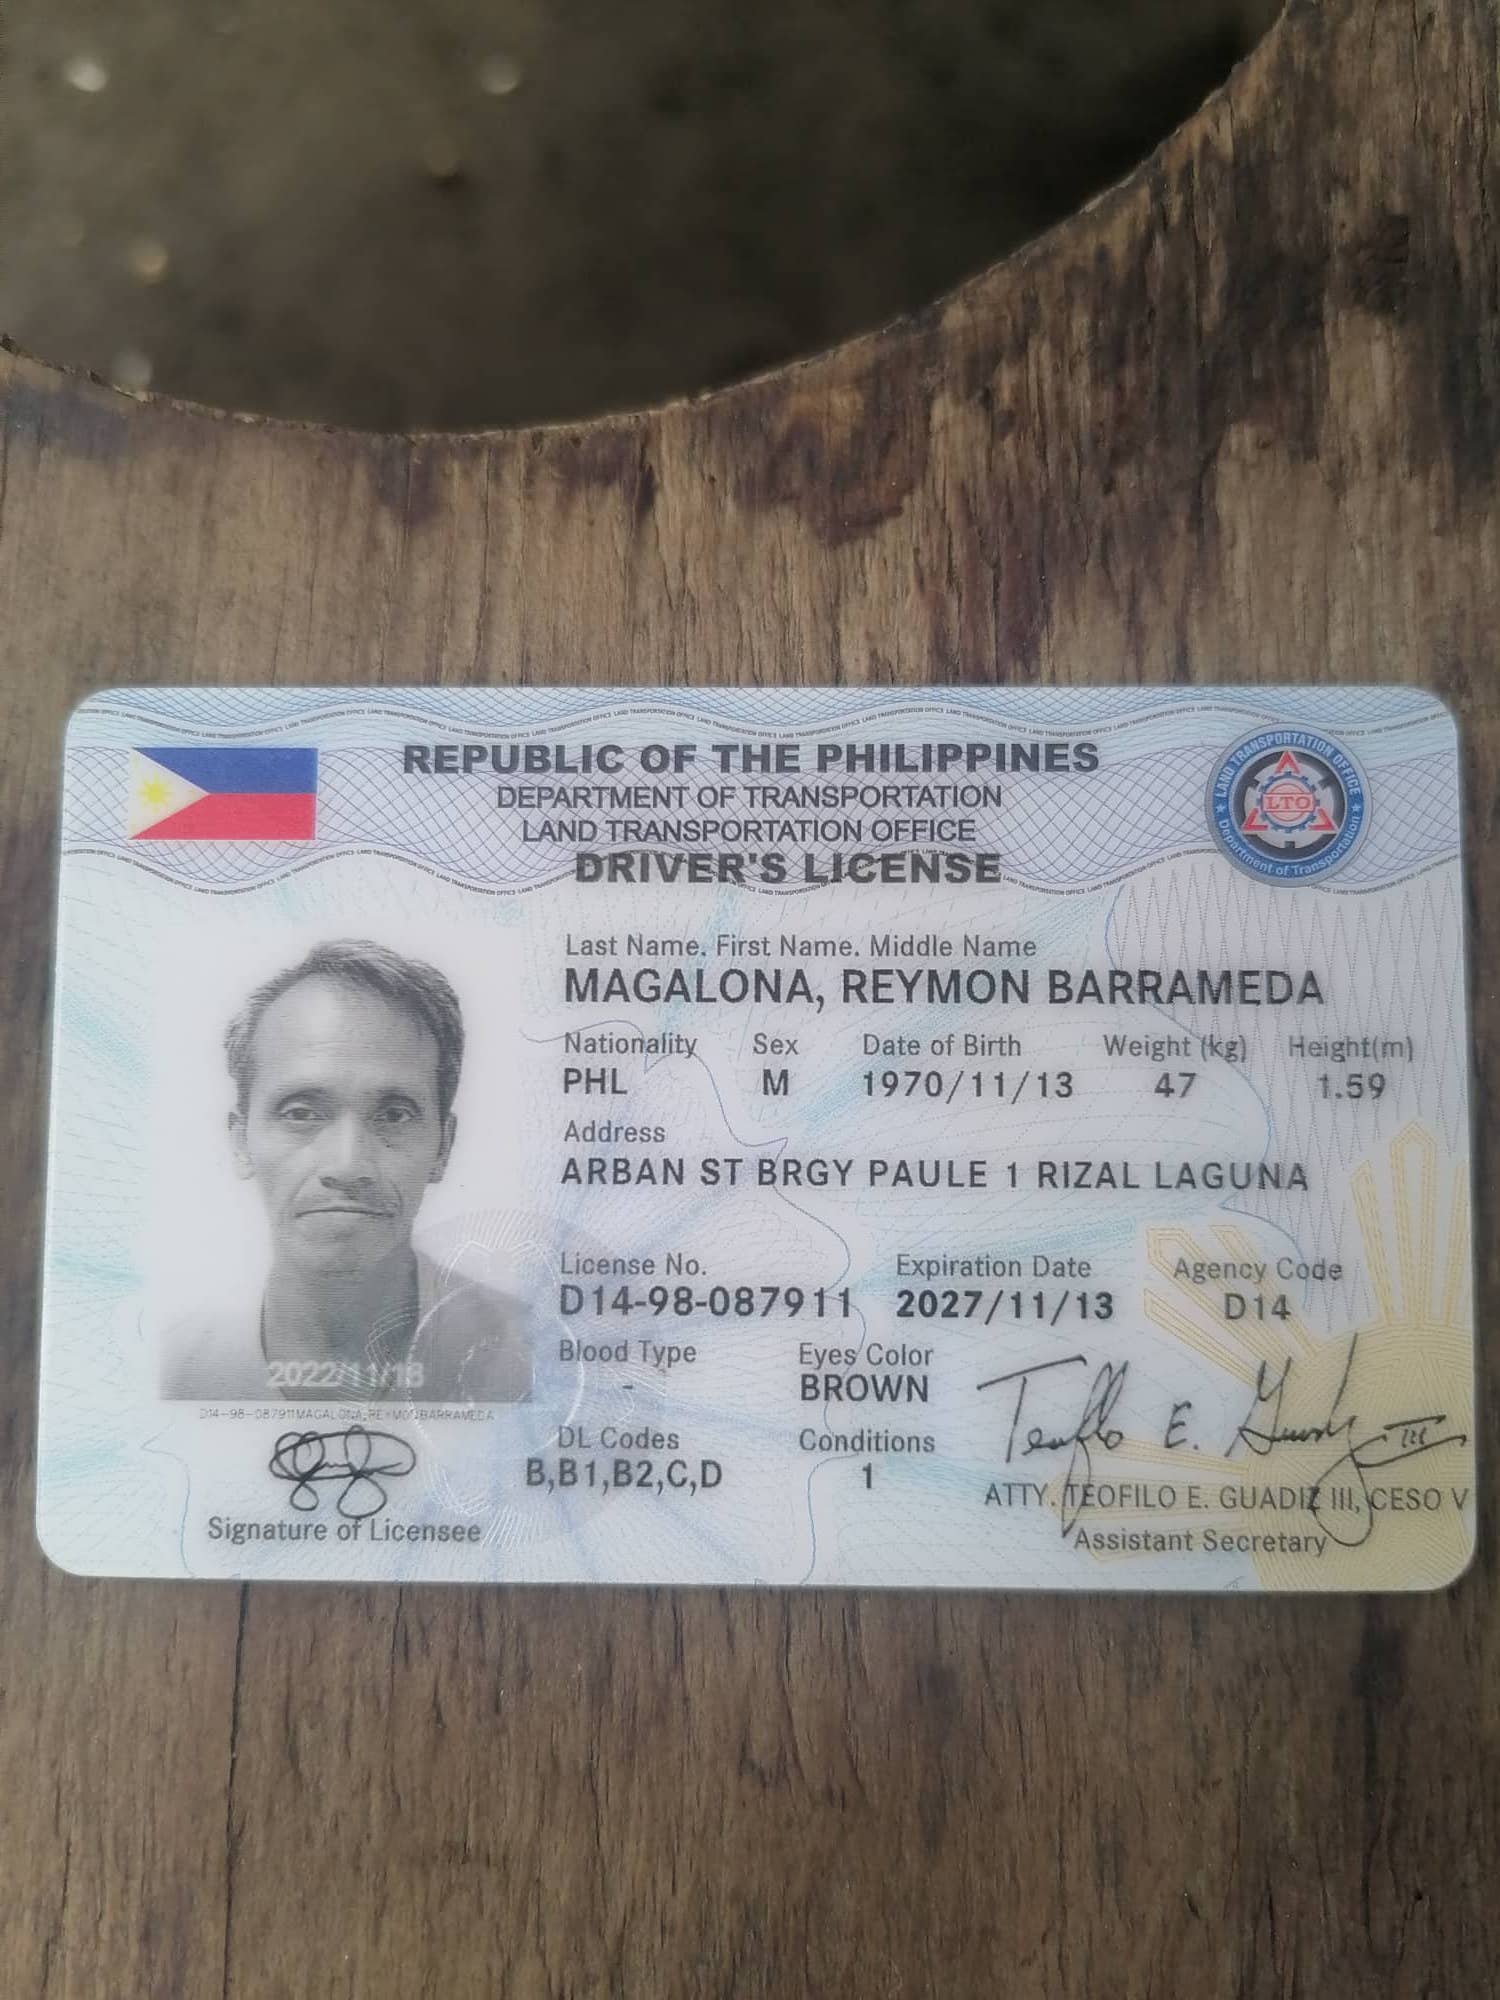 REPUBLIC OF THE PHILIPPINES
DEPARTMENT OF TRANSPORTATION
LAND TRANSPORTATION OFFICE
DRIVER'S LICENSE
LAND TRANSPORTATION OFFICE
LTO
Department of Transportation
Last Name. First Name. Middle Name
MAGALONA, REYMON BARRAMEDA
Nationality Sex Date of Birth Weight (kg) Height(m)
PHL M 1970/11/13 47 1.59
Address
ARBAN ST BRGY PAULE 1 RIZAL LAGUNA
License No. Expiration Date Agency Code
D14-98-087911 2027/11/13 D14
Blood Type Eyes Color
- BROWN
DL Codes Conditions
B,B1,B2,C,D 1
2022/11/18
D14-98-087911MAGALONA,REYMONBARRAMEDA
Signature of Licensee
Teofilo E. Guadiz III
ATTY. TEOFILO E. GUADIZ III, CESO V
Assistant Secretary